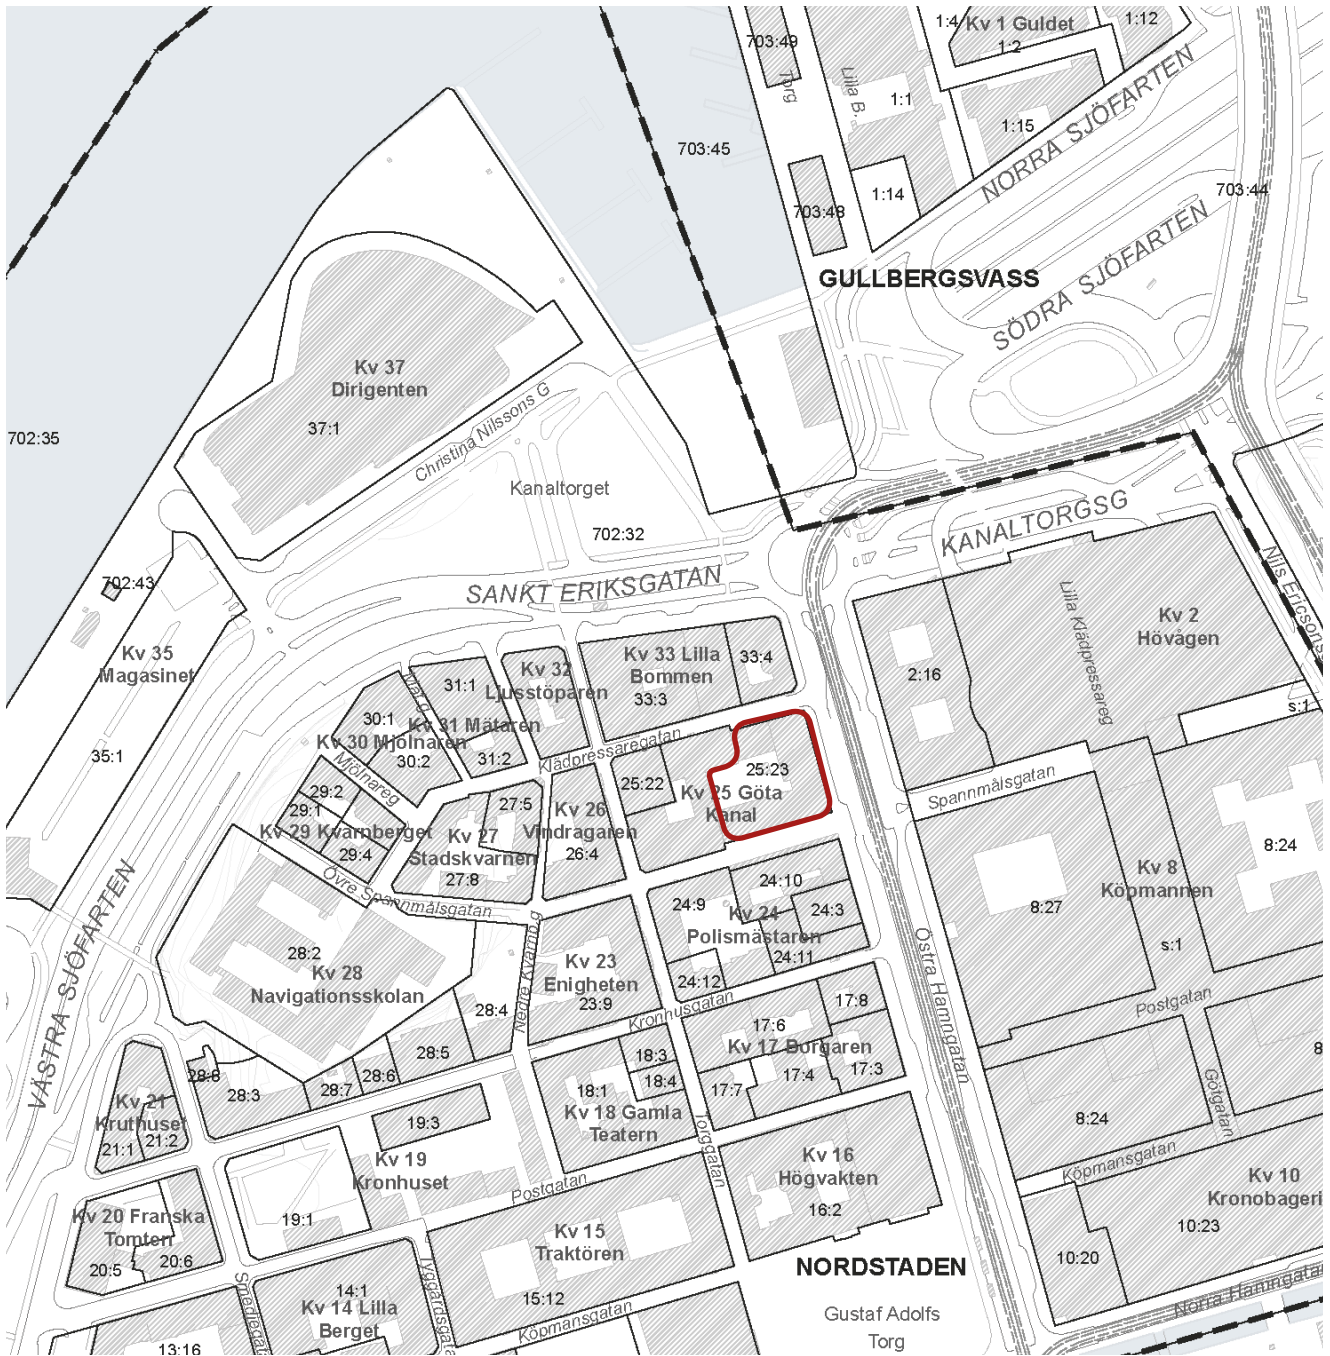 703:49
Torg
Lilla B.
1:4
Kv 1 Guldet
1:2
1:12
1:1
1:15
NORRA SJÖFARTEN
703:45
703:44
1:14
703:48
SÖDRA SJÖFARTEN
GULLBERGSVASS
Kv 37
Dirigenten
37:1
702:35
Christina Nilssons G
Kanaltorget
702:32
KANALTORGSG
SANKT ERIKSGATAN
Nils Ericsons
702:43
Kv 35
Magasinet
35:1
Kv 2
Hövågen
Lilla Klädpressareg
2:16
s:1
Kv 33 Lilla
Bommen
33:3
33:4
Kv 32
Ljusstöparen
31:1
Mät.g
Kv 31 Mätaren
31:2
30:1
Kv 30 Mjölnaren
30:2
Mjölnareg
Klädpressaregatan
25:22
25:23
Kv 25 Göta
Kanal
Spannmålsgatan
29:2
29:1
Kv 29 Kvarnberget
29:4
27:5
Kv 27
Stadskvarnen
27:8
Kv 26
Vindragaren
26:4
8:24
Kv 8
Köpmannen
8:27
s:1
Övre Spannmålsgatan
Nedre Kvarnb.g
24:10
24:9
24:3
Kv 24
Polismästaren
24:11
24:12
Östra Hamngatan
VÄSTRA SJÖFARTEN
28:2
Kv 28
Navigationsskolan
28:4
Kv 23
Enigheten
23:9
Kronhusgatan
17:8
17:6
Kv 17 Borgaren
17:3
17:4
17:7
Postgatan
Götgatan
8
28:5
28:6
28:7
28:8
28:3
18:3
18:4
18:1
Kv 18 Gamla
Teatern
Torggatan
Kv 21
Kruthuset
21:1
21:2
19:3
Kv 19
Kronhuset
19:1
8:24
Köpmansgatan
Kv 16
Högvakten
16:2
Kv 10
Kronobageri
10:23
10:20
Postgatan
Kv 20 Franska
Tomten
20:5
20:6
Kv 15
Traktören
15:12
NORDSTADEN
Smedjegatan
14:1
Kv 14 Lilla
Berget
Tyggårdsgatan
Köpmansgatan
Gustaf Adolfs
Torg
Norra Hamngatan
13:16